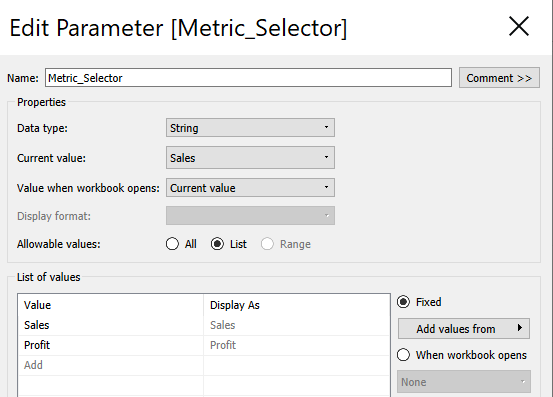 Edit Parameter [Metric_Selector]
Name: Metric_Selector Comment >>
Properties
Data type: String
Current value: Sales
Value when workbook opens: Current value
Display format:
Allowable values: All List Range
List of values
Value Display As
Sales Sales
Profit Profit
Add
Fixed
Add values from
When workbook opens
None